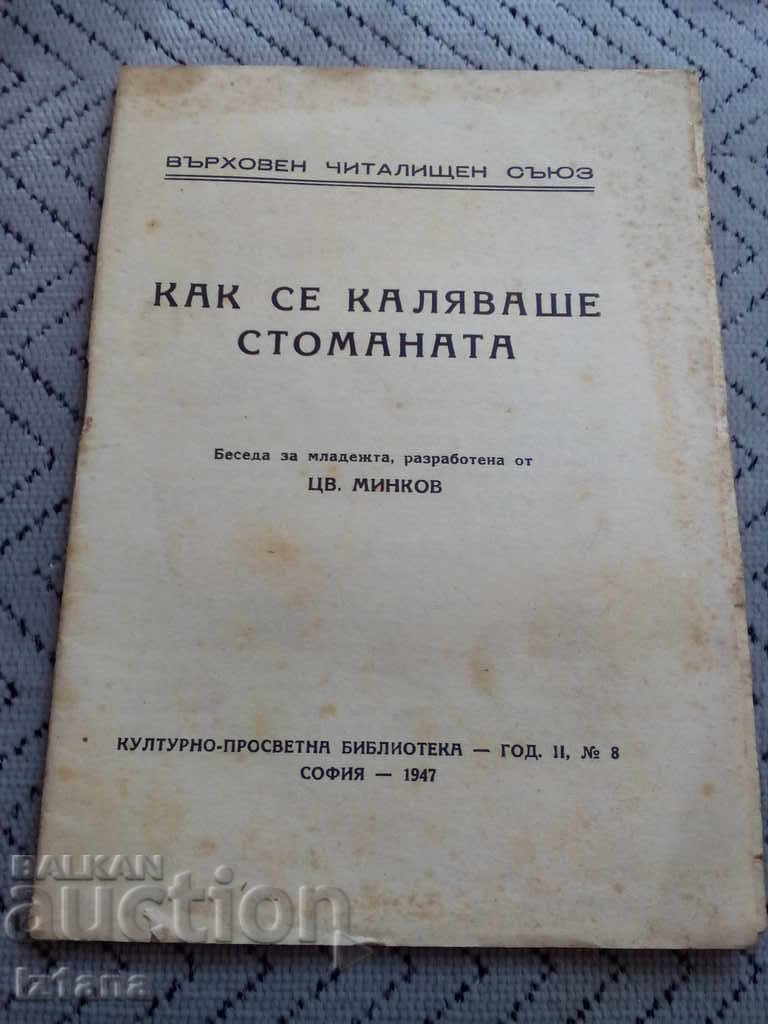 ВЪРХОВЕН ЧИТАЛИЩЕН СЪЮЗ
КАК СЕ КАЛЯВАШЕ
СТОМАНАТА
Беседа за младежта, разработена от
ЦВ. МИНКОВ
КУЛТУРНО-ПРОСВЕТНА БИБЛИОТЕКА — ГОД. II, № 8
СОФИЯ — 1947
BALKAN
auction
Iztana